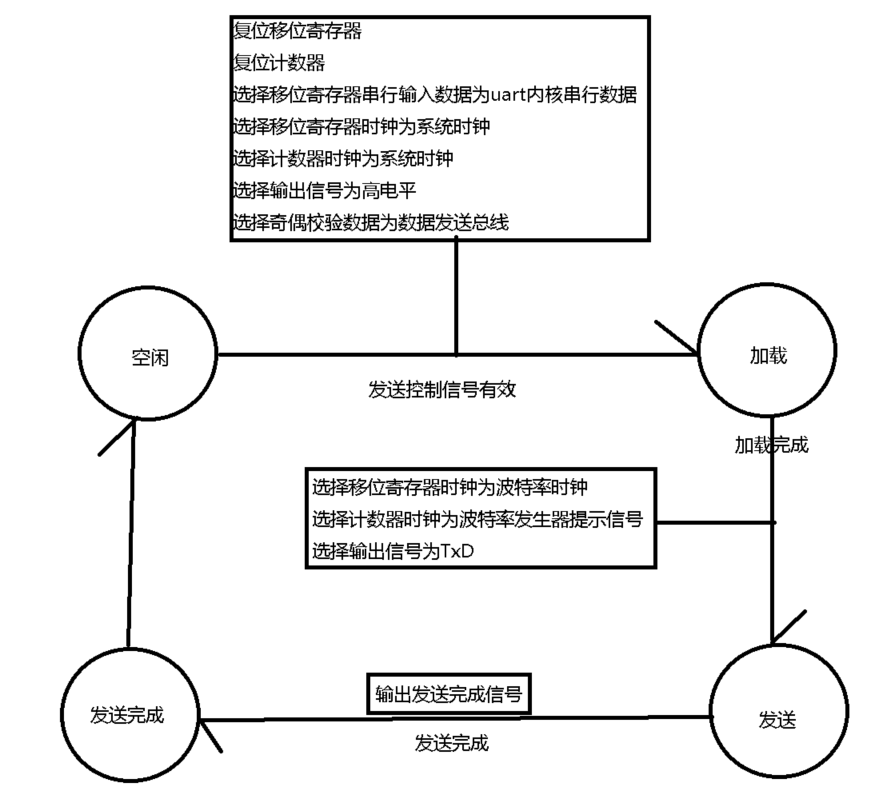 复位移位寄存器
复位计数器
选择移位寄存器串行输入数据为uart内核串行数据
选择移位寄存器时钟为系统时钟
选择计数器时钟为系统时钟
选择输出信号为高电平
选择奇偶校验数据为数据发送总线
空闲
加载
发送控制信号有效
加载完成
选择移位寄存器时钟为波特率时钟
选择计数器时钟为波特率发生器提示信号
选择输出信号为TxD
输出发送完成信号
发送完成
发送
发送完成